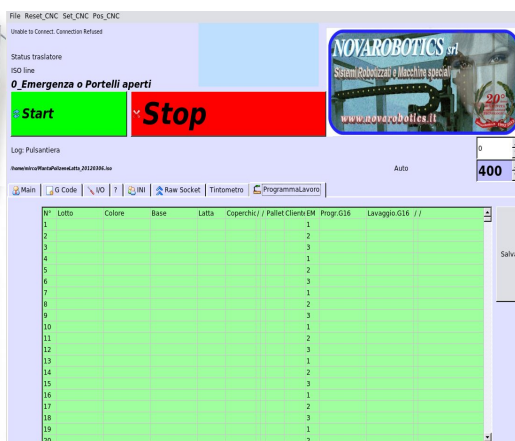 File Reset_CNC Set_CNC Pos_CNC
Unable to Connect. Connection Refused
Status traslatore
ISO line
0_Emergenza o Portelli aperti
Start
Stop
NOVAROBOTICS srl
Sistemi Robotizzati e Macchine speciali
20°
www.novarobotics.it
Log: Pulsantiera
0
Auto
400
Main G Code I/O ? INI Raw Socket Tintometro ProgrammaLavoro
N° Lotto Colore Base Latta Coperchic / / Pallet Cliente EM Progr.G16 Lavaggio.G16 / /
1 1
2 2
3 3
4 1
5 2
6 3
7 1
8 2
9 3
Salva
10 1
11 2
12 3
13 1
14 2
15 3
16 1
17 2
18 3
19 1
20 2